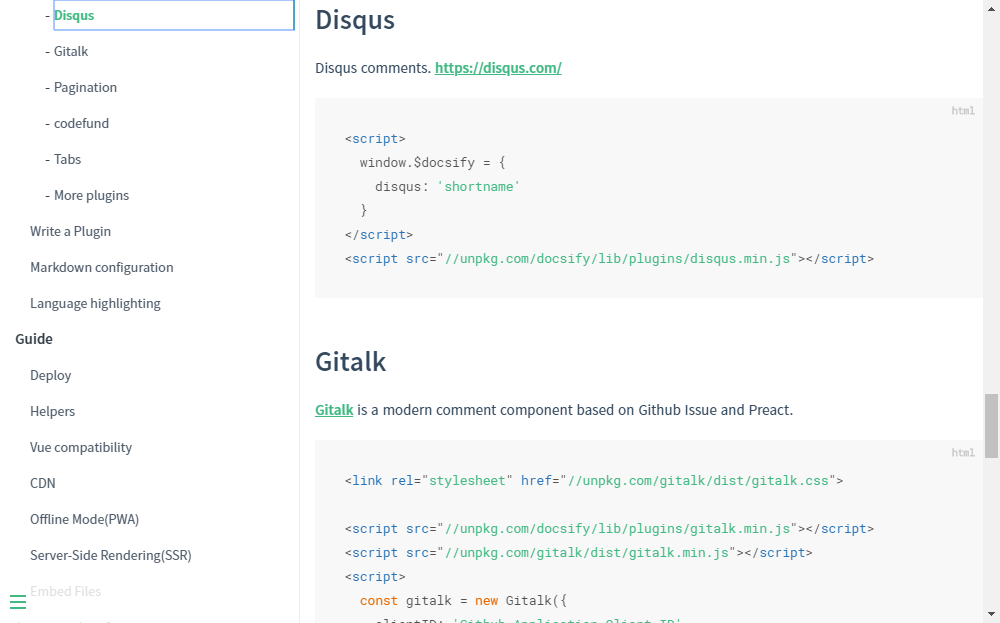 - Disqus
- Gitalk
- Pagination
- codefund
- Tabs
- More plugins
Write a Plugin
Markdown configuration
Language highlighting
Guide
Deploy
Helpers
Vue compatibility
CDN
Offline Mode(PWA)
Server-Side Rendering(SSR)
Embed Files
Disqus
Disqus comments. https://disqus.com/
html
<script>
  window.$docsify = {
    disqus: 'shortname'
  }
</script>
<script src="//unpkg.com/docsify/lib/plugins/disqus.min.js"></script>
Gitalk
Gitalk is a modern comment component based on Github Issue and Preact.
html
<link rel="stylesheet" href="//unpkg.com/gitalk/dist/gitalk.css">
<script src="//unpkg.com/docsify/lib/plugins/gitalk.min.js"></script>
<script src="//unpkg.com/gitalk/dist/gitalk.min.js"></script>
<script>
  const gitalk = new Gitalk({
    clientID: 'Github Application Client ID'